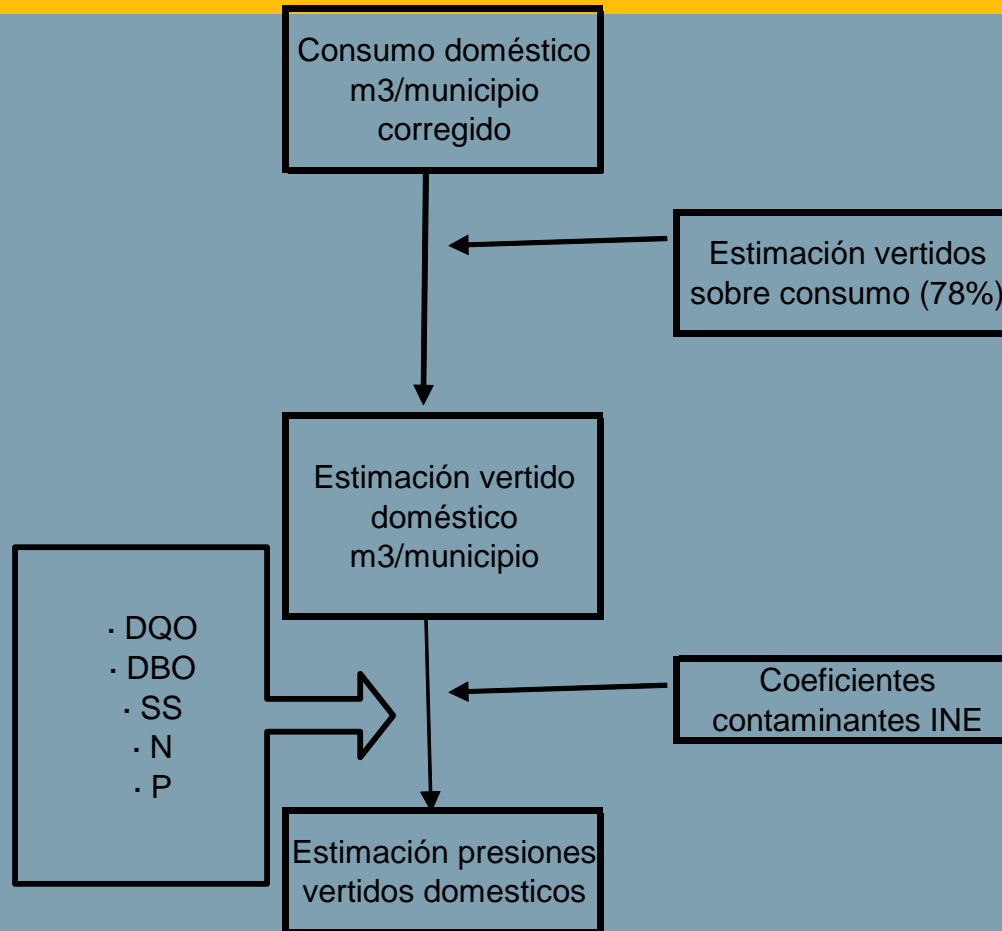 Consumo doméstico
m3/municipio
corregido
Estimación vertidos
sobre consumo (78%)
Estimación vertido
doméstico
m3/municipio
· DQO
· DBO
· SS
· N
· P
Coeficientes
contaminantes INE
Estimación presiones
vertidos domesticos